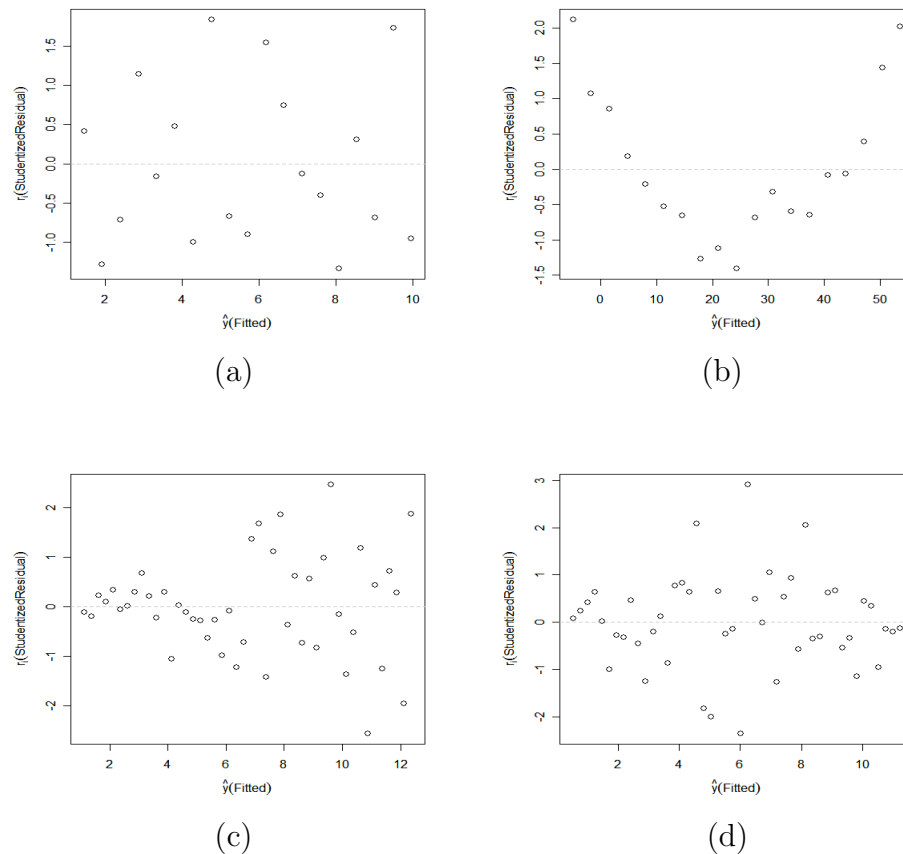 r_i(StudentizedResidual)
1.5
1.0
0.5
0.0
-0.5
-1.0
2 4 6 8 10
ŷ(Fitted)
(a)
r_i(StudentizedResidual)
2.0
1.5
1.0
0.5
0.0
-0.5
-1.0
-1.5
0 10 20 30 40 50
ŷ(Fitted)
(b)
r_i(StudentizedResidual)
2
1
0
-1
-2
2 4 6 8 10 12
ŷ(Fitted)
(c)
r_i(StudentizedResidual)
3
2
1
0
-1
-2
2 4 6 8 10
ŷ(Fitted)
(d)